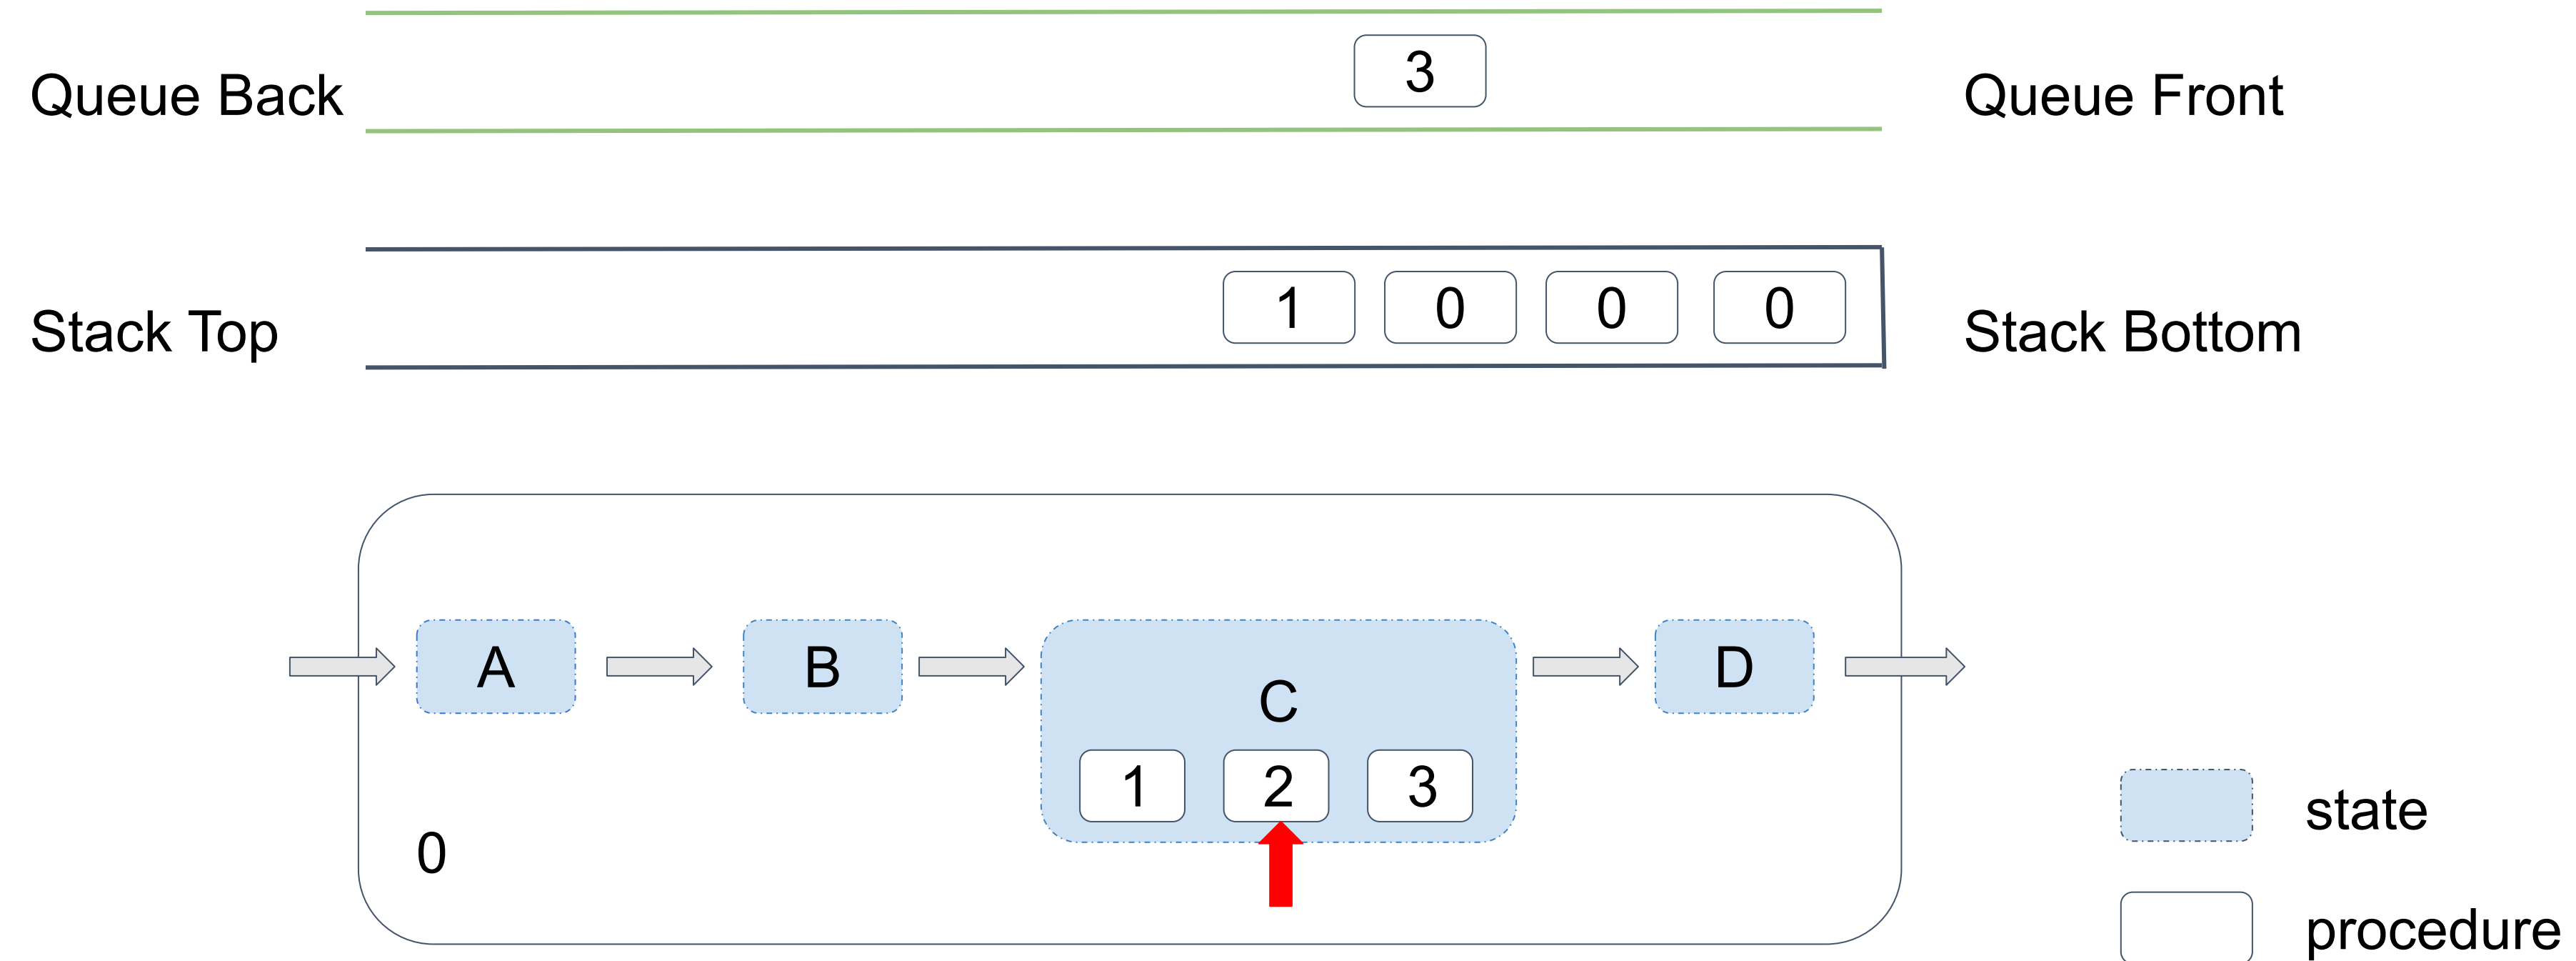 3
Queue Back
Queue Front
1 0 0 0
Stack Top
Stack Bottom
A
B
C
D
1 2 3
0
state
procedure